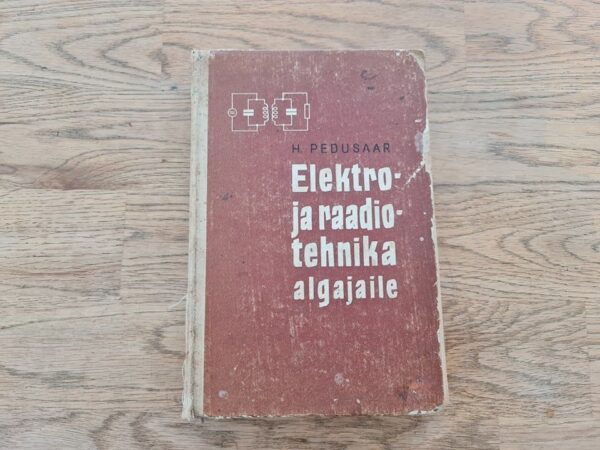 H. PEDUSAAR
Elektro-
ja raadio-
tehnika
algajaile